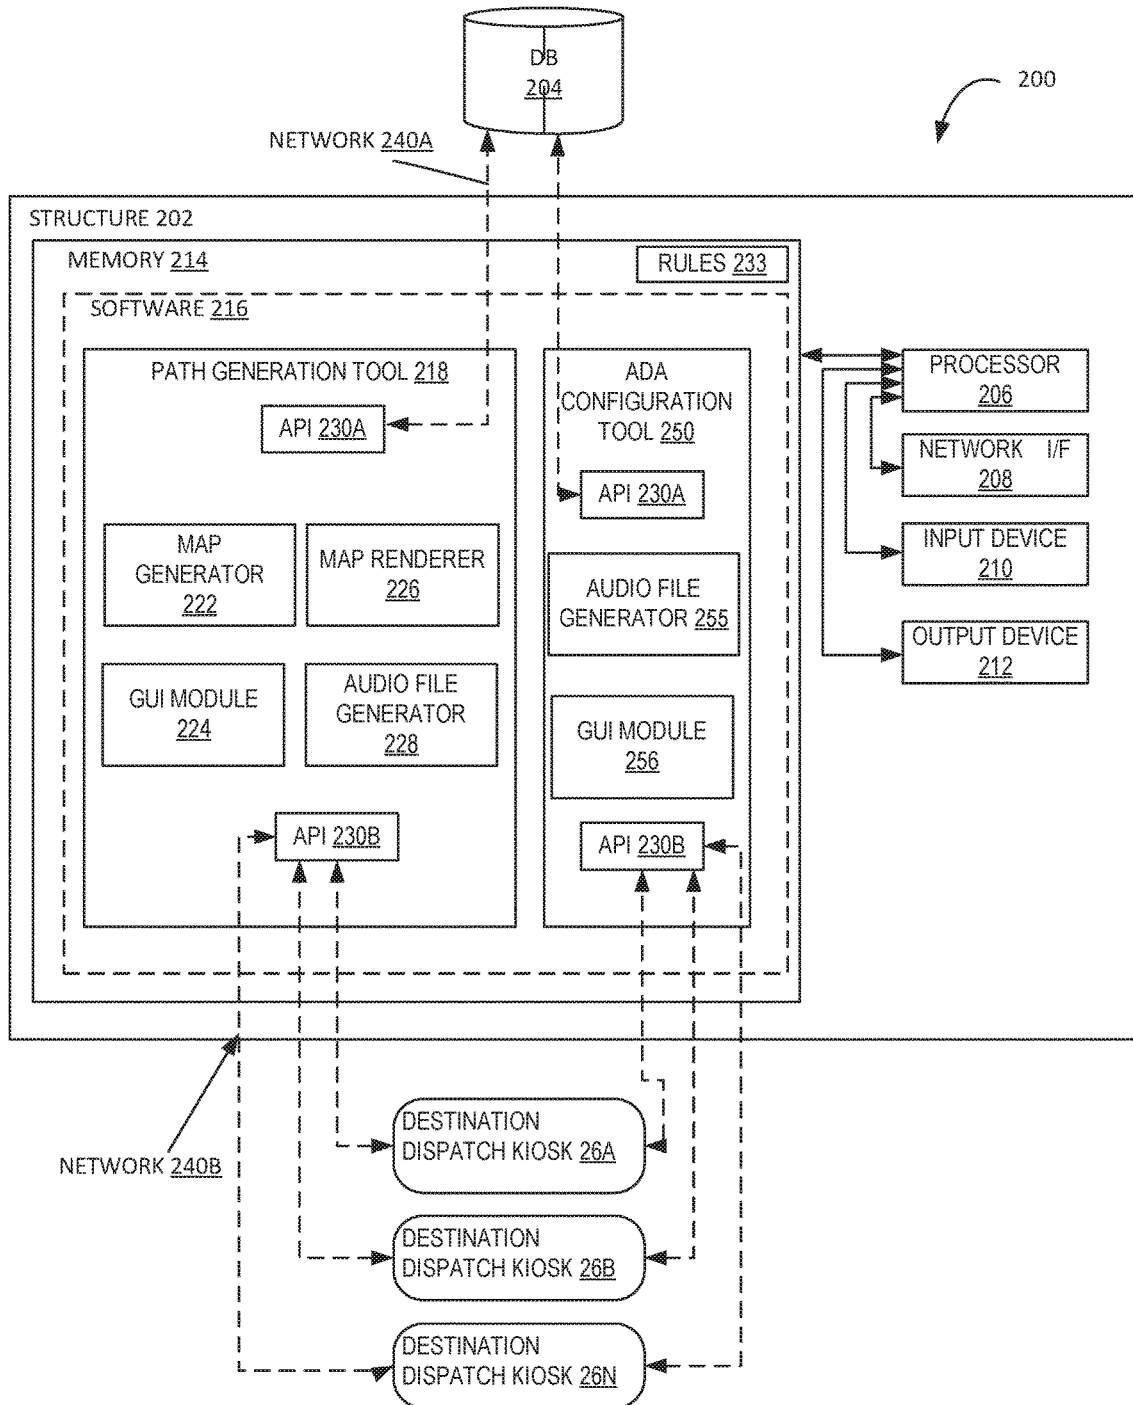 DB
204
200
NETWORK 240A
STRUCTURE 202
MEMORY 214
RULES 233
SOFTWARE 216
PATH GENERATION TOOL 218
API 230A
MAP
GENERATOR
222
MAP RENDERER
226
GUI MODULE
224
AUDIO FILE
GENERATOR
228
API 230B
ADA
CONFIGURATION
TOOL 250
API 230A
AUDIO FILE
GENERATOR 255
GUI MODULE
256
API 230B
PROCESSOR
206
NETWORK I/F
208
INPUT DEVICE
210
OUTPUT DEVICE
212
NETWORK 240B
DESTINATION
DISPATCH KIOSK 26A
DESTINATION
DISPATCH KIOSK 26B
DESTINATION
DISPATCH KIOSK 26N